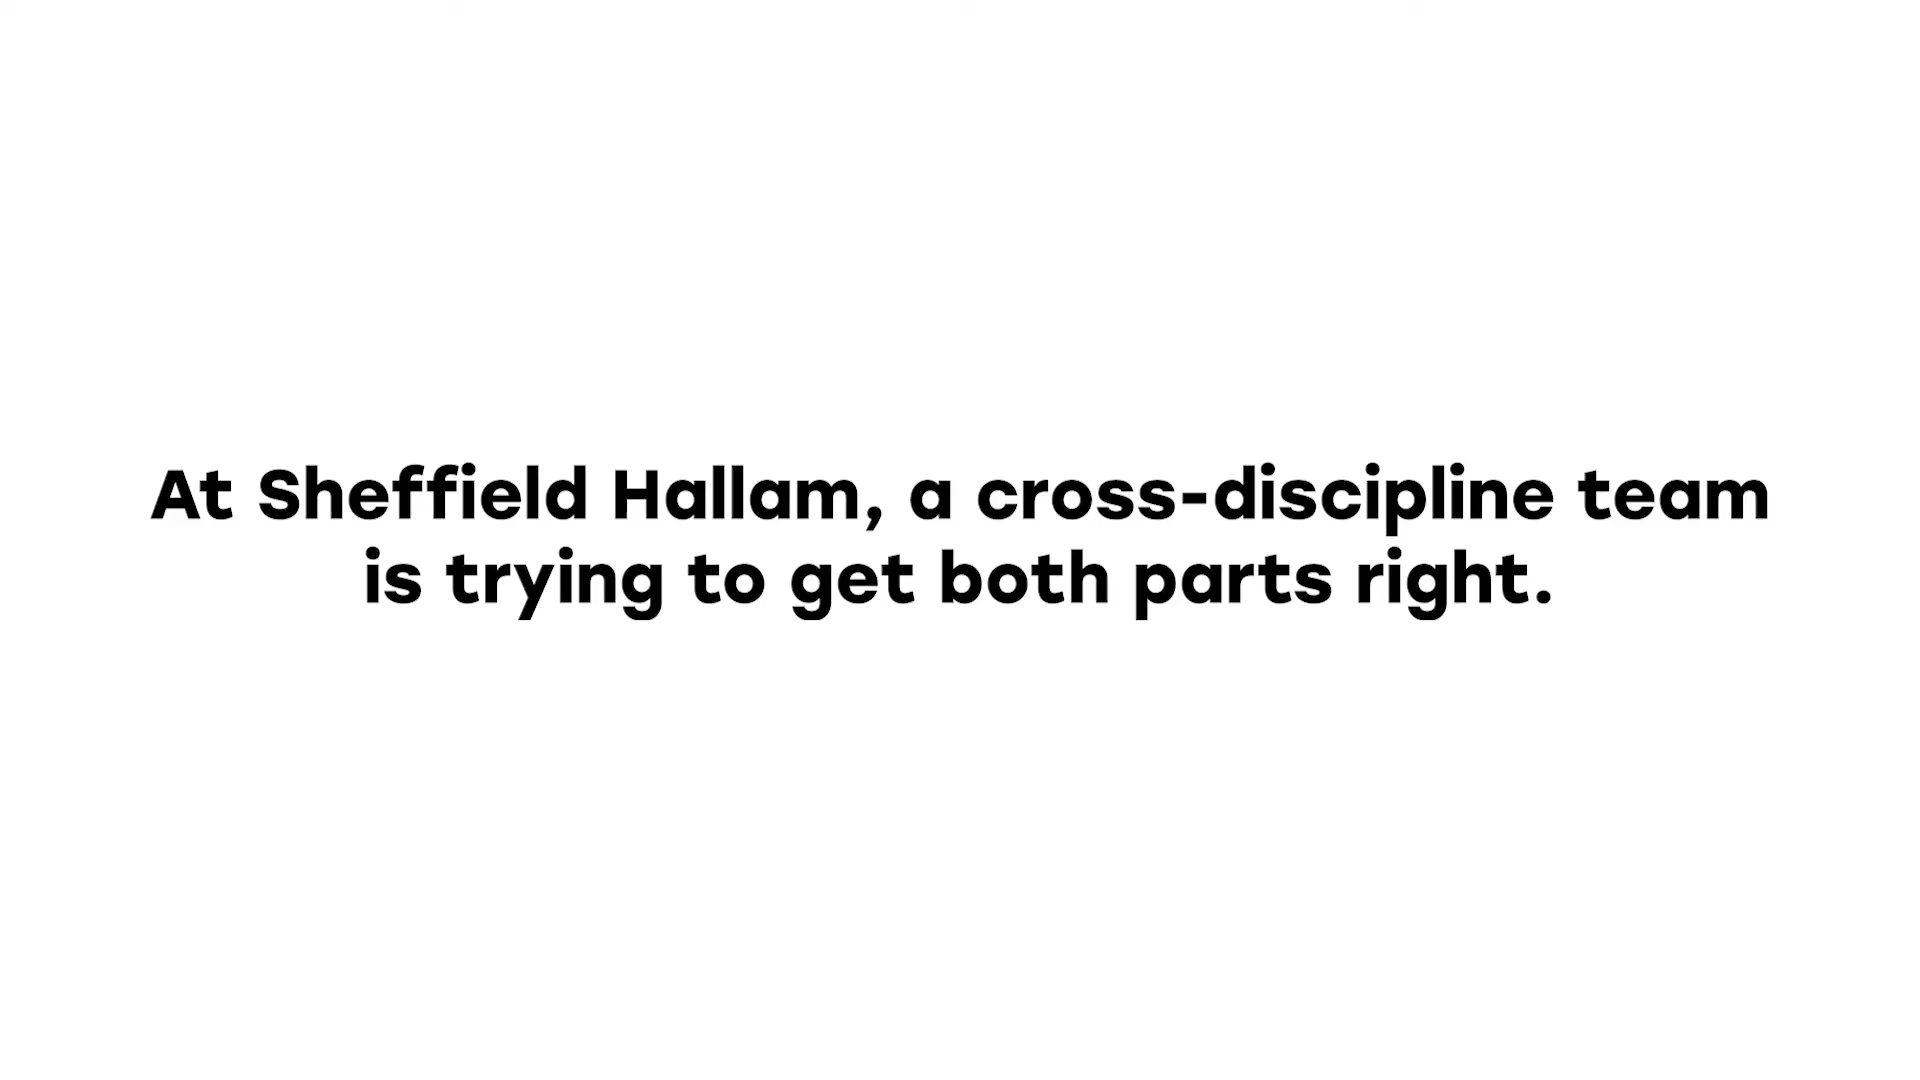 At Sheffield Hallam, a cross-discipline team
is trying to get both parts right.